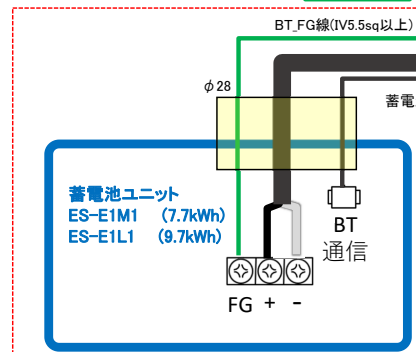 BT_FG線(IV5.5sq以上)
φ28
蓄電
蓄電池ユニット
ES-E1M1 (7.7kWh)
ES-E1L1 (9.7kWh)
BT
通信
FG + -